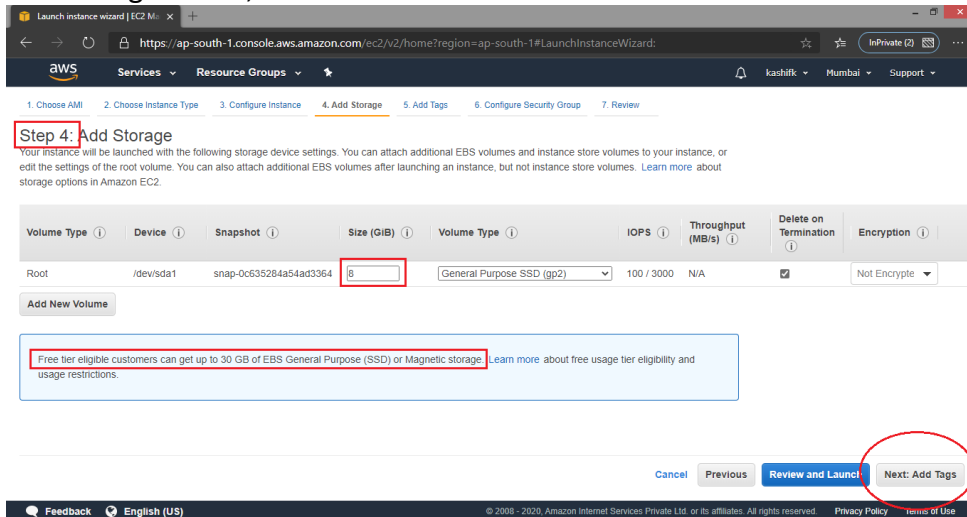 Launch instance wizard | EC2 Ma
https://ap-south-1.console.aws.amazon.com/ec2/v2/home?region=ap-south-1#LaunchInstanceWizard:
InPrivate (2)
aws Services Resource Groups kashifk Mumbai Support
1. Choose AMI 2. Choose Instance Type 3. Configure Instance 4. Add Storage 5. Add Tags 6. Configure Security Group 7. Review
Step 4: Add Storage
Your instance will be launched with the following storage device settings. You can attach additional EBS volumes and instance store volumes to your instance, or
edit the settings of the root volume. You can also attach additional EBS volumes after launching an instance, but not instance store volumes. Learn more about
storage options in Amazon EC2.
Volume Type Device Snapshot Size (GiB) Volume Type IOPS Throughput (MB/s) Delete on Termination Encryption
Root /dev/sda1 snap-0c635284a54ad3364 8 General Purpose SSD (gp2) 100 / 3000 N/A Not Encrypte
Add New Volume
Free tier eligible customers can get up to 30 GB of EBS General Purpose (SSD) or Magnetic storage. Learn more about free usage tier eligibility and
usage restrictions.
Cancel Previous Review and Launch Next: Add Tags
Feedback English (US) © 2008 - 2020, Amazon Internet Services Private Ltd. or its affiliates. All rights reserved. Privacy Policy Terms of Use